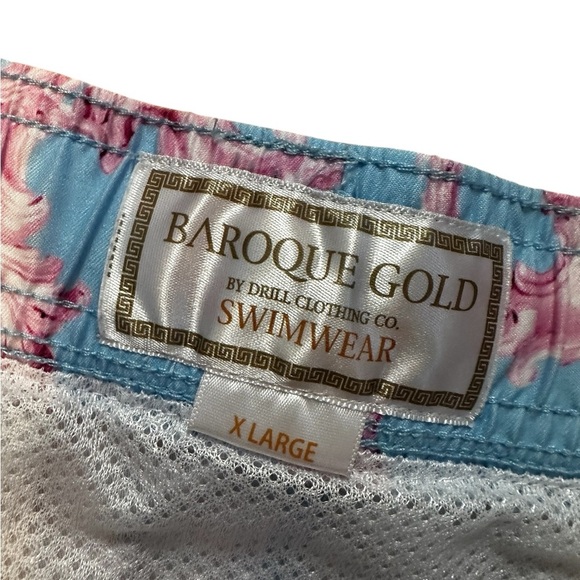 BAROQUE GOLD
BY DRILL CLOTHING CO.
SWIMWEAR
X LARGE